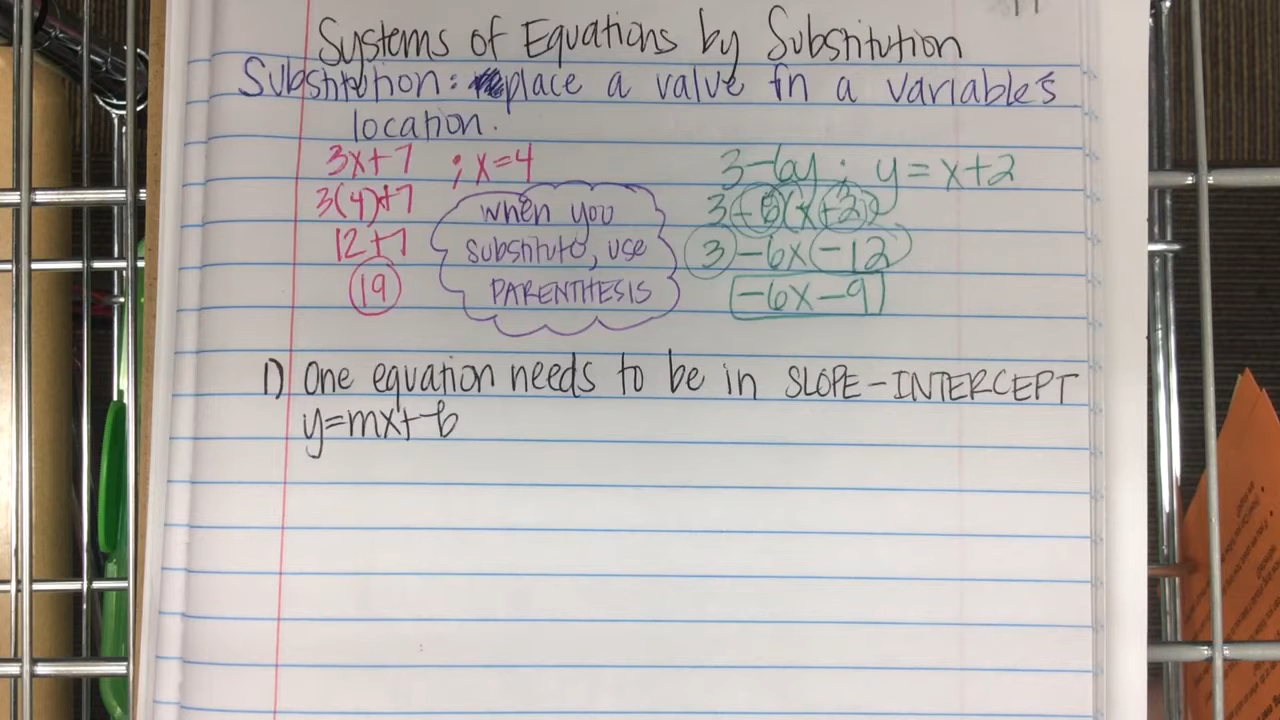 Systems of Equations by Substitution
Substitution: replace a value in a variable's
location.
3x+7 ; x=4
3(4)+7
12+7
19
when you
substitute, use
PARENTHESIS
3-6y ; y=x+2
3-6(x+2)
3-6x-12
-6x-9
1) One equation needs to be in SLOPE-INTERCEPT
y=mx+b